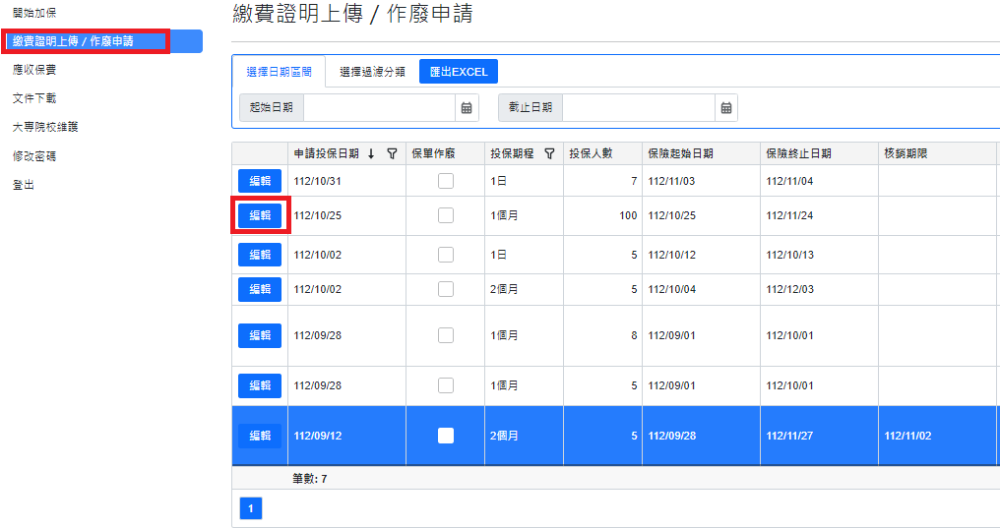 開始加保
繳費證明上傳 / 作廢申請
應收保費
文件下載
大專院校維護
修改密碼
登出
繳費證明上傳 / 作廢申請
選擇日期區間 選擇過濾分類 匯出EXCEL
起始日期 截止日期
申請投保日期 保單作廢 投保期程 投保人數 保險起始日期 保險終止日期 核銷期限
編輯 112/10/31 1日 7 112/11/03 112/11/04
編輯 112/10/25 1個月 100 112/10/25 112/11/24
編輯 112/10/02 1日 5 112/10/12 112/10/13
編輯 112/10/02 2個月 5 112/10/04 112/12/03
編輯 112/09/28 1個月 8 112/09/01 112/10/01
編輯 112/09/28 1個月 5 112/09/01 112/10/01
編輯 112/09/12 2個月 5 112/09/28 112/11/27 112/11/02
筆數: 7
1